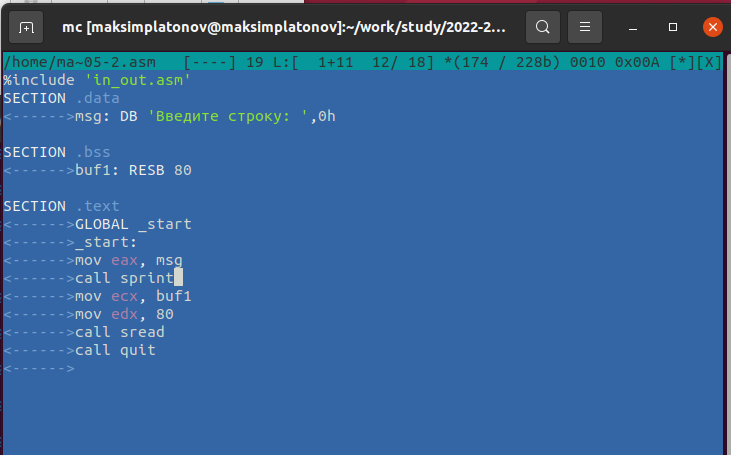 mc [maksimplatonov@maksimplatonov]:~/work/study/2022-2...
/home/ma~05-2.asm   [----] 19 L:[  1+11  12/ 18] *(174 / 228b) 0010 0x00A [*][X]
%include 'in_out.asm'
SECTION .data
<------>msg: DB 'Введите строку: ',0h
SECTION .bss
<------>buf1: RESB 80
SECTION .text
<------>GLOBAL _start
<------>_start:
<------>mov eax, msg
<------>call sprint
<------>mov ecx, buf1
<------>mov edx, 80
<------>call sread
<------>call quit
<------>